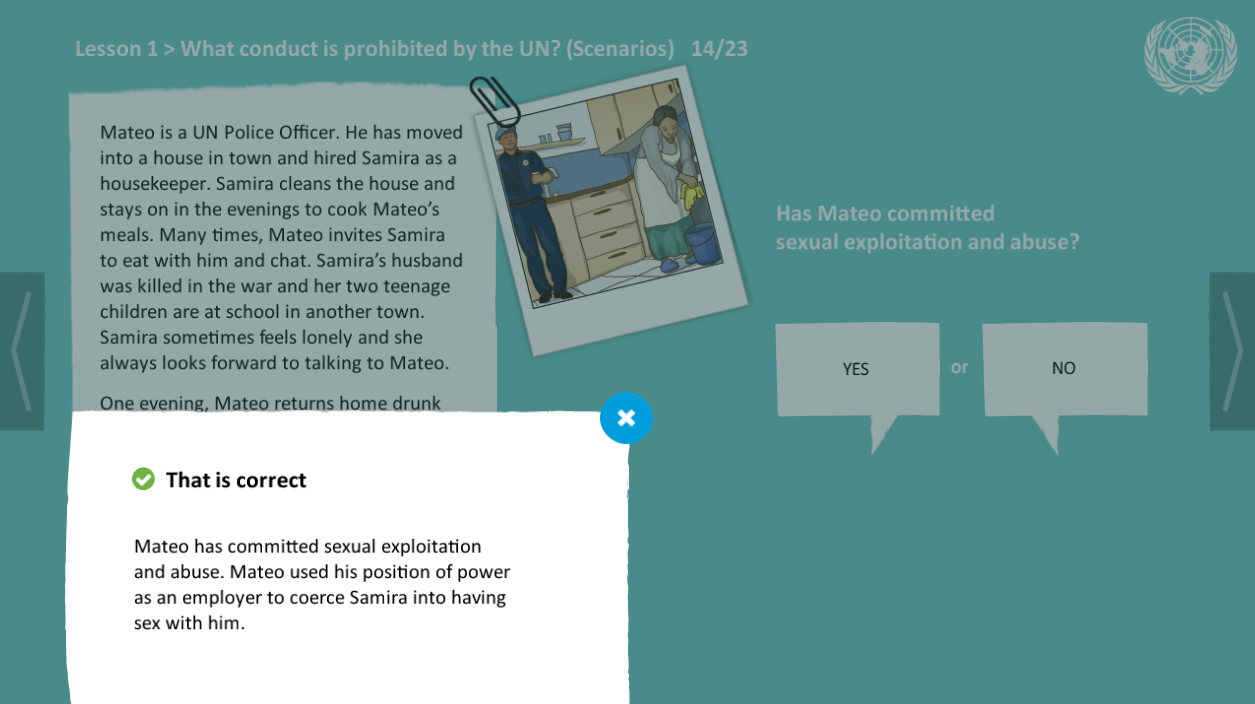 Lesson 1 > What conduct is prohibited by the UN? (Scenarios) 14/23
Mateo is a UN Police Officer. He has moved
into a house in town and hired Samira as a
housekeeper. Samira cleans the house and
stays on in the evenings to cook Mateo’s
meals. Many times, Mateo invites Samira
to eat with him and chat. Samira’s husband
was killed in the war and her two teenage
children are at school in another town.
Samira sometimes feels lonely and she
always looks forward to talking to Mateo.
One evening, Mateo returns home drunk
Has Mateo committed
sexual exploitation and abuse?
YES
or
NO
That is correct
Mateo has committed sexual exploitation
and abuse. Mateo used his position of power
as an employer to coerce Samira into having
sex with him.